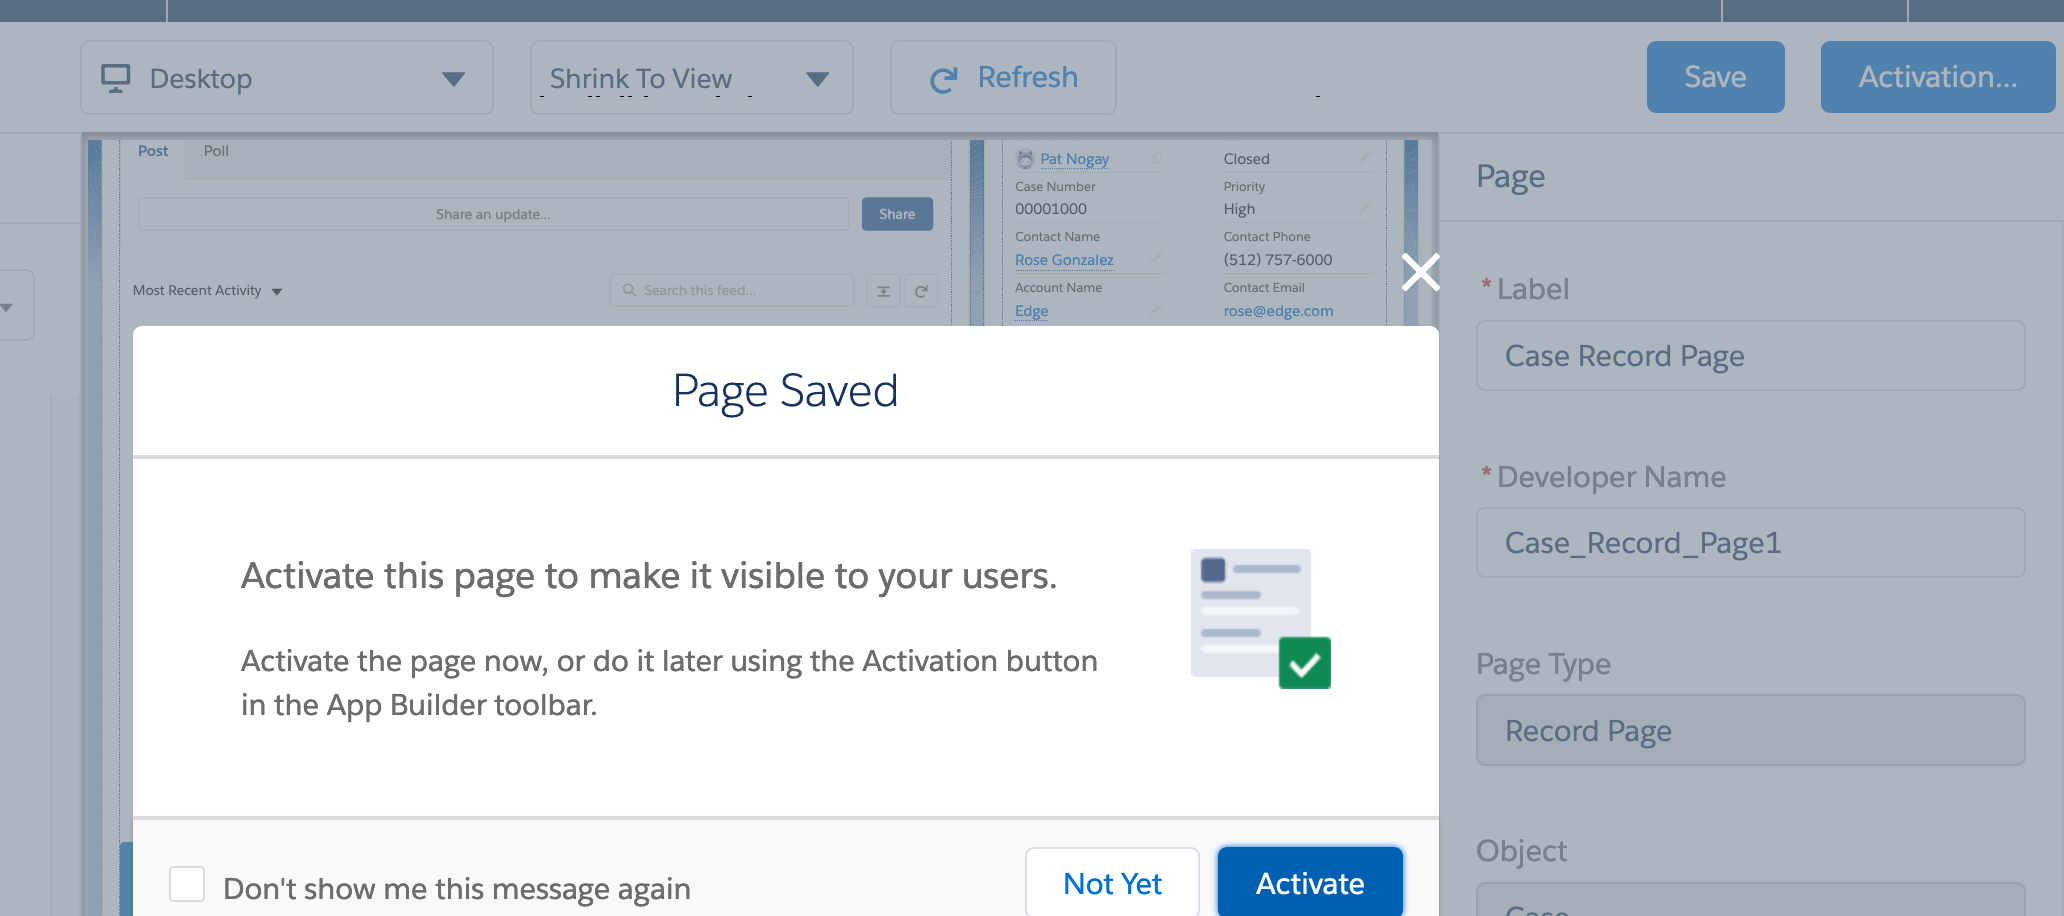 Desktop
Shrink To View
Refresh
Save
Activation...
Post
Poll
Share an update...
Share
Most Recent Activity
Search this feed...
Pat Nogay
Closed
Case Number
Priority
00001000
High
Contact Name
Contact Phone
Rose Gonzalez
(512) 757-6000
Account Name
Contact Email
Edge
rose@edge.com
Page
*Label
Case Record Page
*Developer Name
Case_Record_Page1
Page Type
Record Page
Object
Case
Page Saved
Activate this page to make it visible to your users.
Activate the page now, or do it later using the Activation button
in the App Builder toolbar.
Don't show me this message again
Not Yet
Activate